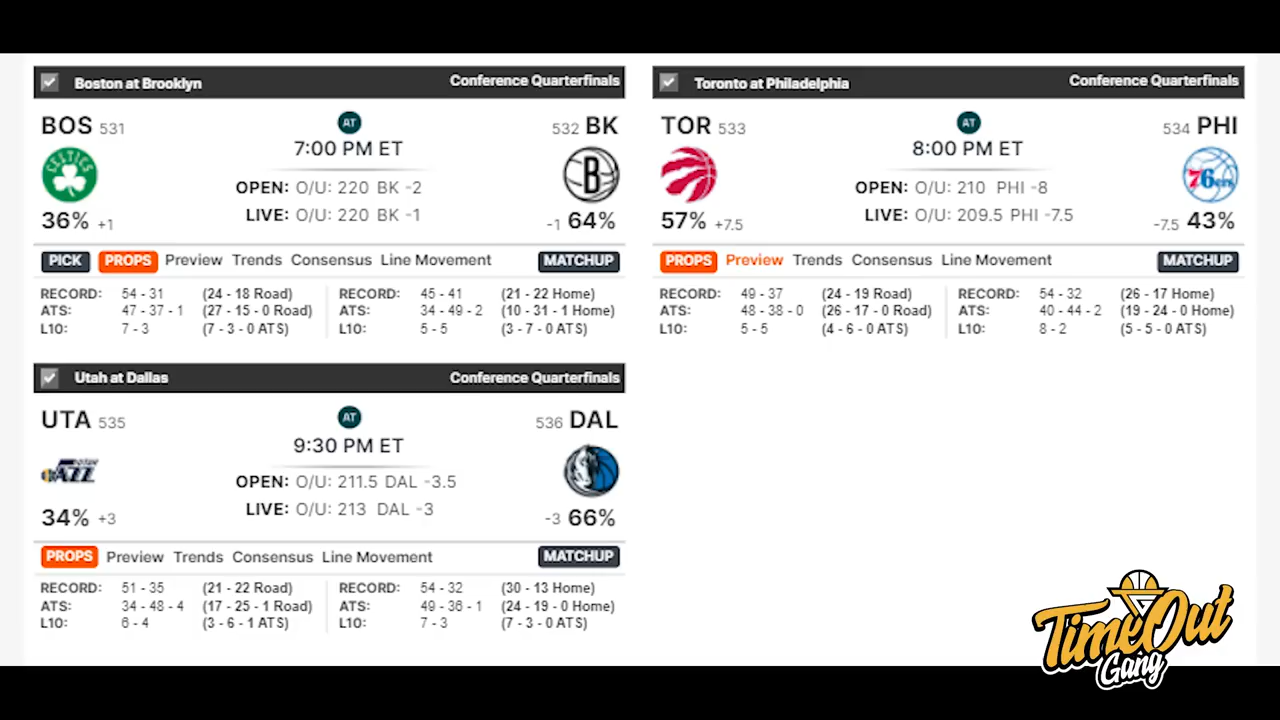 Boston at Brooklyn Conference Quarterfinals
BOS 531 AT 532 BK
7:00 PM ET
CELTICS B
OPEN: O/U: 220 BK -2
LIVE: O/U: 220 BK -1
36% +1 -1 64%
PICK PROPS Preview Trends Consensus Line Movement MATCHUP
RECORD: 54 - 31 (24 - 18 Road) RECORD: 45 - 41 (21 - 22 Home)
ATS: 47 - 37 - 1 (27 - 15 - 0 Road) ATS: 34 - 49 - 2 (10 - 31 - 1 Home)
L10: 7 - 3 (7 - 3 - 0 ATS) L10: 5 - 5 (3 - 7 - 0 ATS)
Toronto at Philadelphia Conference Quarterfinals
TOR 533 AT 534 PHI
8:00 PM ET
76ers
OPEN: O/U: 210 PHI -8
LIVE: O/U: 209.5 PHI -7.5
57% +7.5 -7.5 43%
PROPS Preview Trends Consensus Line Movement MATCHUP
RECORD: 49 - 37 (24 - 19 Road) RECORD: 54 - 32 (26 - 17 Home)
ATS: 48 - 38 - 0 (26 - 17 - 0 Road) ATS: 40 - 44 - 2 (19 - 24 - 0 Home)
L10: 5 - 5 (4 - 6 - 0 ATS) L10: 8 - 2 (5 - 5 - 0 ATS)
Utah at Dallas Conference Quarterfinals
UTA 535 AT 536 DAL
9:30 PM ET
JAZZ
OPEN: O/U: 211.5 DAL -3.5
LIVE: O/U: 213 DAL -3
34% +3 -3 66%
PROPS Preview Trends Consensus Line Movement MATCHUP
RECORD: 51 - 35 (21 - 22 Road) RECORD: 54 - 32 (30 - 13 Home)
ATS: 34 - 48 - 4 (17 - 25 - 1 Road) ATS: 49 - 36 - 1 (24 - 19 - 0 Home)
L10: 6 - 4 (3 - 6 - 1 ATS) L10: 7 - 3 (7 - 3 - 0 ATS)
TimeOut
Gang